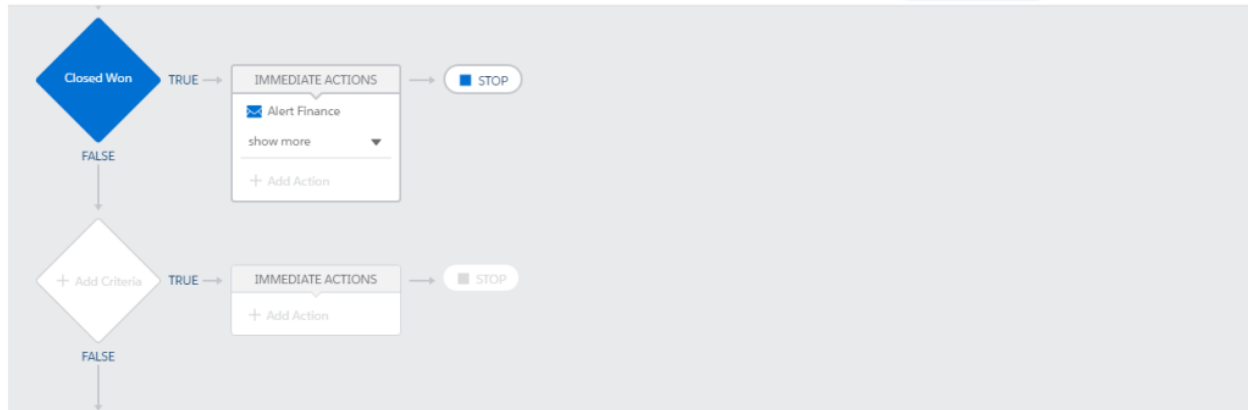 Closed Won
TRUE
IMMEDIATE ACTIONS
STOP
Alert Finance
show more
+ Add Action
FALSE
+ Add Criteria
TRUE
IMMEDIATE ACTIONS
STOP
+ Add Action
FALSE